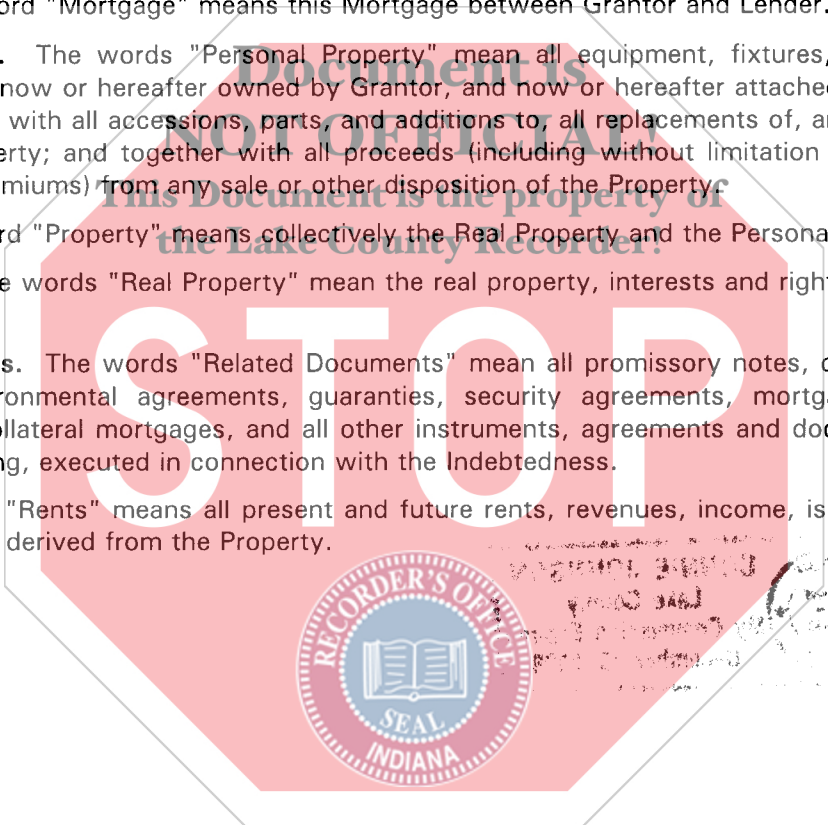 ord "Mortgage" means this Mortgage between Grantor and Lender.
. The words "Personal Property" mean all equipment, fixtures,
now or hereafter owned by Grantor, and now or hereafter attached
with all accessions, parts, and additions to, all replacements of, an
erty; and together with all proceeds (including without limitation
miums) from any sale or other disposition of the Property.
rd "Property" means collectively the Real Property and the Persona
e words "Real Property" mean the real property, interests and right
s. The words "Related Documents" mean all promissory notes, c
ronmental agreements, guaranties, security agreements, mortga
ollateral mortgages, and all other instruments, agreements and doc
ng, executed in connection with the Indebtedness.
"Rents" means all present and future rents, revenues, income, is
derived from the Property.
Document is
NOT OFFICIAL!
This Document is the property of
the Lake County Recorder!
STOP
RECORDER'S OFFICE
SEAL
INDIANA